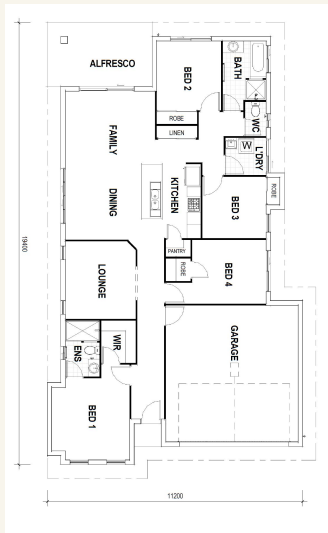 ALFRESCO
BED 2
BATH
ROBE
LINEN
WC
L'DRY
W
FAMILY
DINING
KITCHEN
BED 3
ROBE
PANTRY
ROBE
BED 4
LOUNGE
GARAGE
WIR
ENS
BED 1
19400
11200